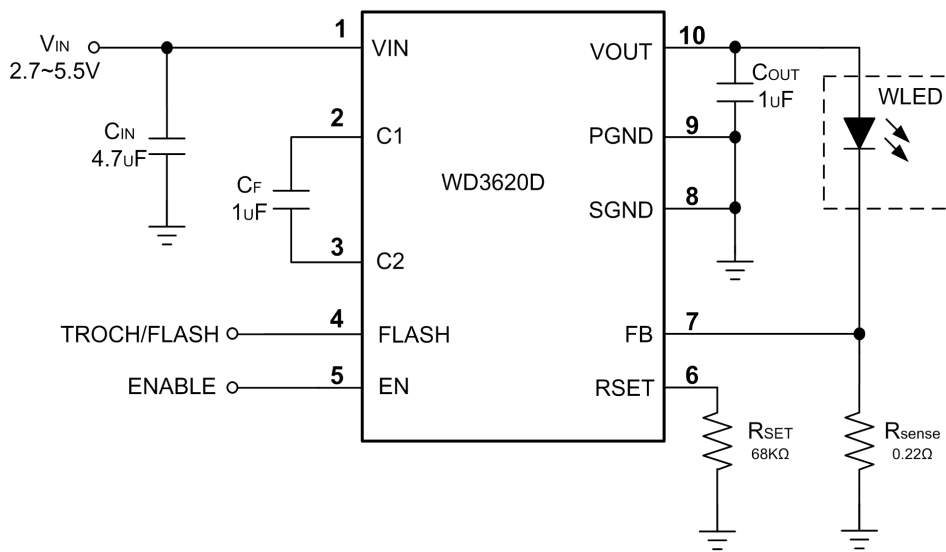 VIN
2.7~5.5V
CIN
4.7UF
CF
1UF
TROCH/FLASH
ENABLE
1
2
3
4
5
VIN
C1
C2
FLASH
EN
WD3620D
VOUT
PGND
SGND
FB
RSET
10
9
8
7
6
COUT
1UF
WLED
RSET
68KΩ
Rsense
0.22Ω